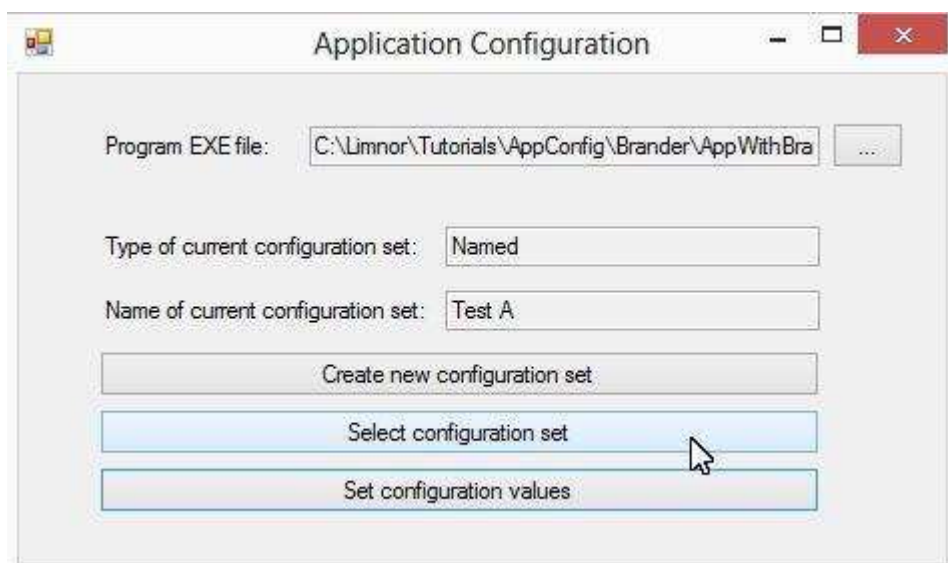 Application Configuration
Program EXE file: C:\Limnor\Tutorials\AppConfig\Brander\AppWithBra ...
Type of current configuration set: Named
Name of current configuration set: Test A
Create new configuration set
Select configuration set
Set configuration values